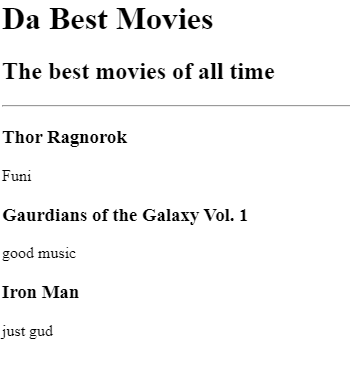 Da Best Movies
The best movies of all time
Thor Ragnorok
Funi
Gaurdians of the Galaxy Vol. 1
good music
Iron Man
just gud